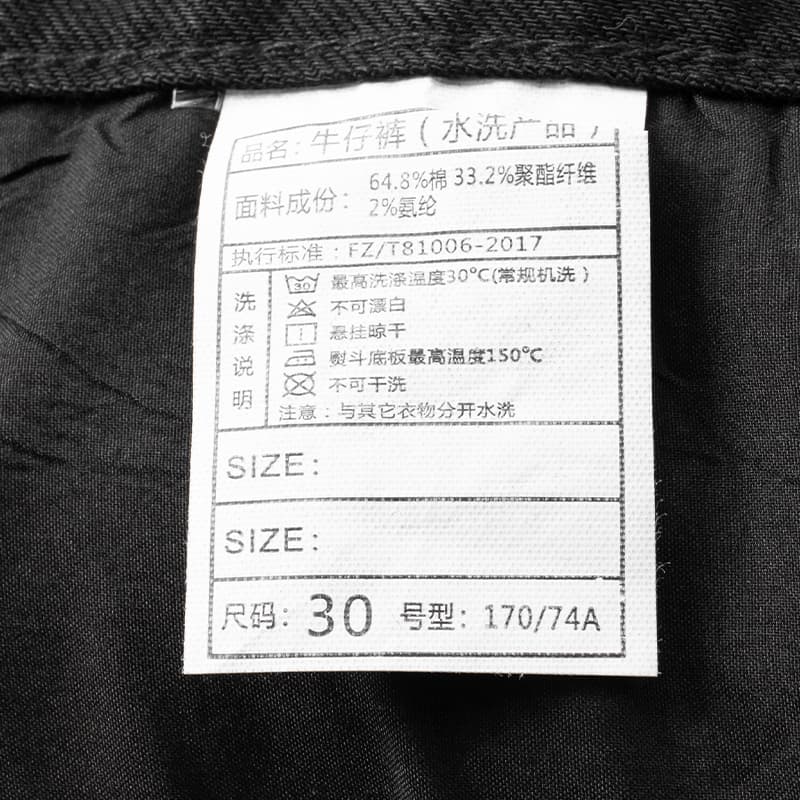 品名：牛仔裤（水洗产品）
面料成份：64.8%棉 33.2%聚酯纤维
2%氨纶
执行标准：FZ/T81006-2017
洗涤说明
30 最高洗涤温度30℃(常规机洗)
不可漂白
悬挂晾干
熨斗底板最高温度150℃
不可干洗
注意：与其它衣物分开水洗
SIZE:
SIZE:
尺码：30 号型：170/74A